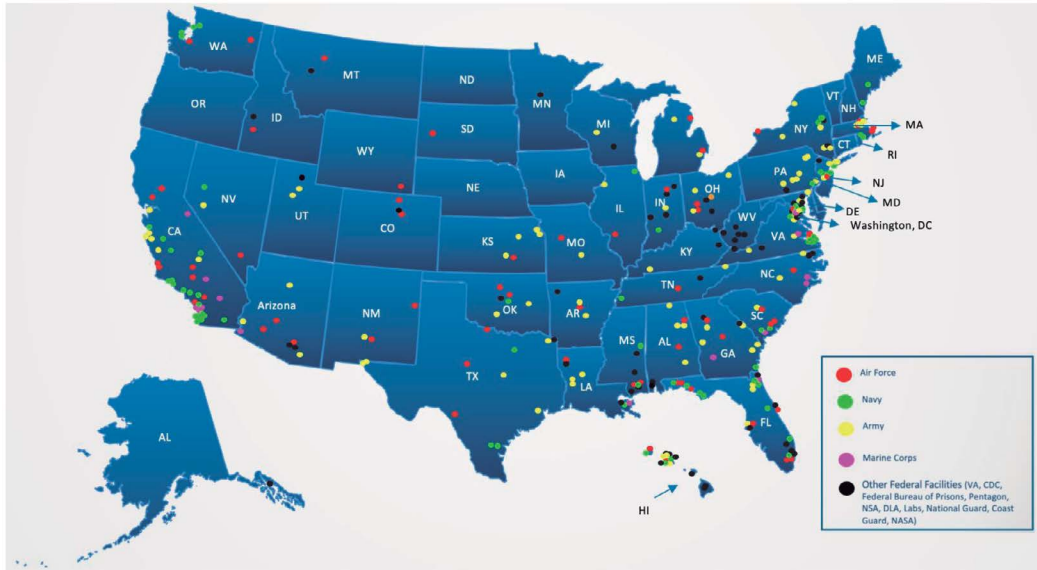 WA
MT
ND
MN
ME
VT
NH
OR
ID
SD
MI
NY
MA
WY
CT
RI
NE
IA
PA
NJ
NV
UT
IL
IN
OH
MD
DE
CO
WV
Washington, DC
CA
KS
MO
KY
VA
NC
TN
Arizona
NM
OK
AR
SC
MS
AL
GA
TX
LA
FL
AL
HI
Air Force
Navy
Army
Marine Corps
Other Federal Facilities (VA, CDC,
Federal Bureau of Prisons, Pentagon,
NSA, DLA, Labs, National Guard, Coast
Guard, NASA)